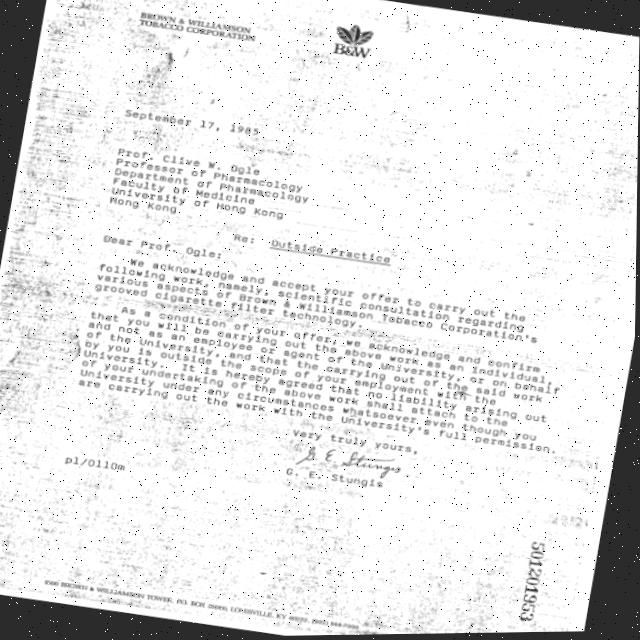 BROWN & WILLIAMSON
TOBACCO CORPORATION
B&W
September 17, 1985
Prof. Clive W. Ogle
Professor of Pharmacology
Department of Pharmacology
Faculty of Medicine
University of Hong Kong
Hong Kong
Re: Outside Practice
Dear Prof. Ogle:
We acknowledge and accept your offer to carry out the
following work, namely, scientific consultation regarding
various aspects of Brown & Williamson Tobacco Corporation's
grooved cigarette filter technology.
As a condition of your offer, we acknowledge and confirm
that you will be carrying out the above work as an individual
and not as an employee or agent of the University, or on behalf
of the University, and that the carrying out of the said work
by you is outside the scope of your employment with the
University. It is hereby agreed that no liability arising out
of your undertaking of the above work shall attach to the
University under any circumstances whatsoever even though you
are carrying out the work with the University's full permission.
Very truly yours,
G. E. Stungis
G. E. Stungis
pl/0110m
1500 BROWN & WILLIAMSON TOWER, P.O. BOX LOUISVILLE, KY
501201953